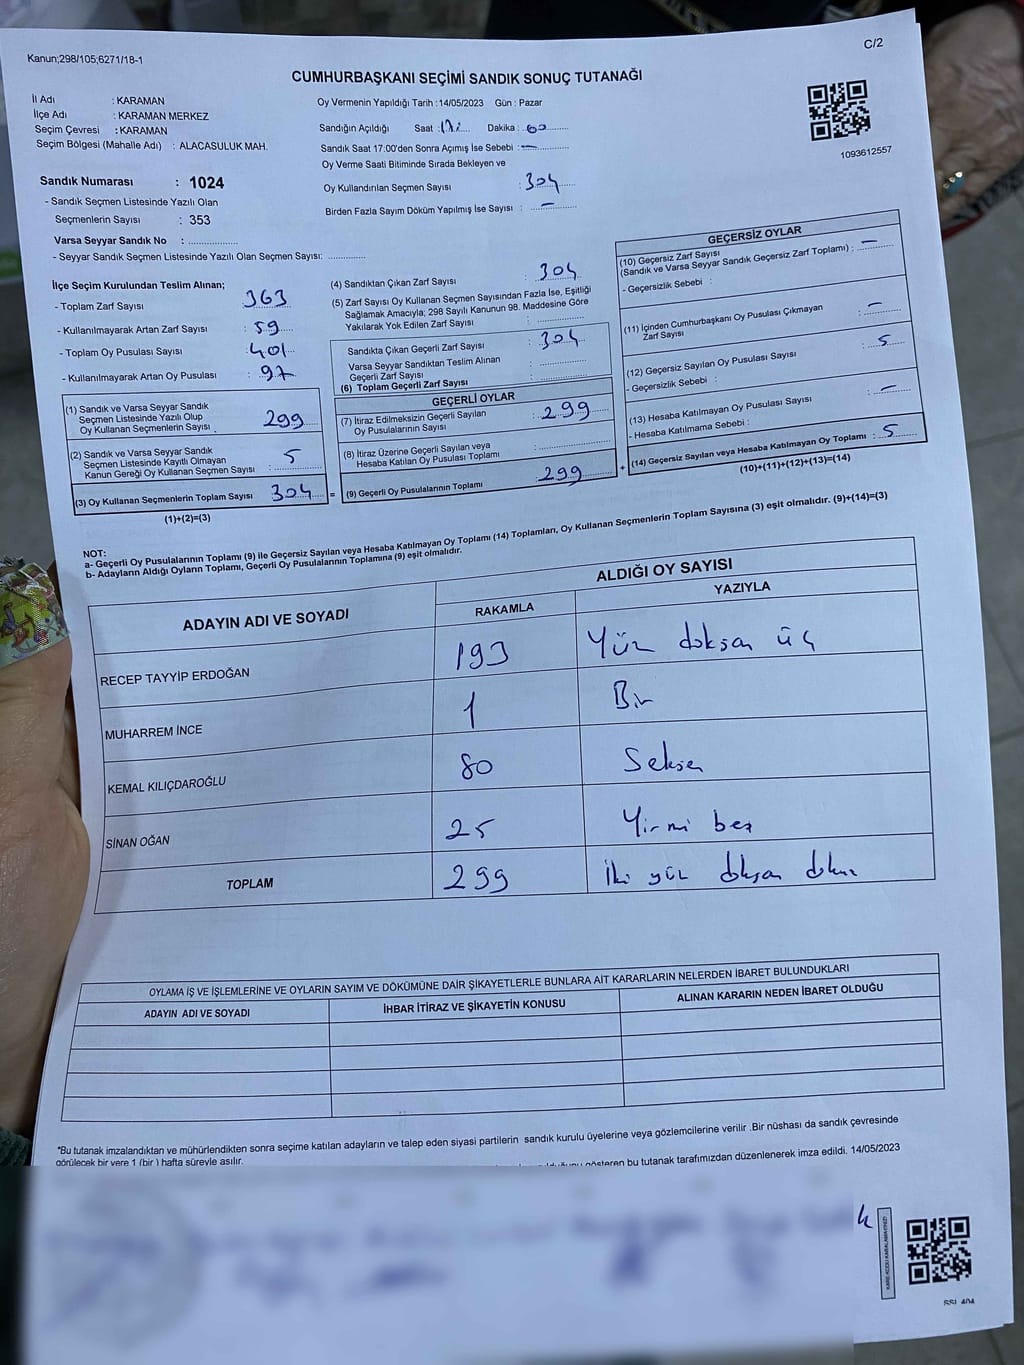 Kanun;298/105;6271/18-1
C/2
CUMHURBAŞKANI SEÇİMİ SANDIK SONUÇ TUTANAĞI
İl Adı : KARAMAN
İlçe Adı : KARAMAN MERKEZ
Seçim Çevresi : KARAMAN
Seçim Bölgesi (Mahalle Adı) : ALACASULUK MAH.
Sandık Numarası : 1024
- Sandık Seçmen Listesinde Yazılı Olan
Seçmenlerin Sayısı : 353
Varsa Seyyar Sandık No : ..................
- Seyyar Sandık Seçmen Listesinde Yazılı Olan Seçmen Sayısı: ............
Oy Vermenin Yapıldığı Tarih : 14/05/2023 Gün : Pazar
Sandığın Açıldığı Saat : Dakika :
Sandık Saat 17:00'den Sonra Açımış İse Sebebi : —
Oy Verme Saati Bitiminde Sırada Bekleyen ve
Oy Kullandırılan Seçmen Sayısı : 304
Birden Fazla Sayım Döküm Yapılmış İse Sayısı : —
1093612557
İlçe Seçim Kurulundan Teslim Alınan;
- Toplam Zarf Sayısı : 363
- Kullanılmayarak Artan Zarf Sayısı : 59
- Toplam Oy Pusulası Sayısı : 401
- Kullanılmayarak Artan Oy Pusulası : 97
(1) Sandık ve Varsa Seyyar Sandık
Seçmen Listesinde Yazılı Olup
Oy Kullanan Seçmenlerin Sayısı : 299
(2) Sandık ve Varsa Seyyar Sandık
Seçmen Listesinde Kayıtlı Olmayan
Kanun Gereği Oy Kullanan Seçmen Sayısı : 5
(3) Oy Kullanan Seçmenlerin Toplam Sayısı 304 =
(1)+(2)=(3)
(4) Sandıktan Çıkan Zarf Sayısı : 304
(5) Zarf Sayısı Oy Kullanan Seçmen Sayısından Fazla İse, Eşitliği
Sağlamak Amacıyla; 298 Sayılı Kanunun 98. Maddesine Göre
Yakılarak Yok Edilen Zarf Sayısı :
Sandıkta Çıkan Geçerli Zarf Sayısı : 304
Varsa Seyyar Sandıktan Teslim Alınan
Geçerli Zarf Sayısı :
(6) Toplam Geçerli Zarf Sayısı :
GEÇERLİ OYLAR
(7) İtiraz Edilmeksizin Geçerli Sayılan
Oy Pusulalarının Sayısı : 299
(8) İtiraz Üzerine Geçerli Sayılan veya
Hesaba Katılan Oy Pusulası Toplamı :
(9) Geçerli Oy Pusulalarının Toplamı 299 +
GEÇERSİZ OYLAR
(10) Geçersiz Zarf Sayısı
(Sandık ve Varsa Seyyar Sandık Geçersiz Zarf Toplamı) : —
- Geçersizlik Sebebi :
(11) İçinden Cumhurbaşkanı Oy Pusulası Çıkmayan
Zarf Sayısı : —
(12) Geçersiz Sayılan Oy Pusulası Sayısı : 5
- Geçersizlik Sebebi :
(13) Hesaba Katılmayan Oy Pusulası Sayısı : —
- Hesaba Katılmama Sebebi :
(14) Geçersiz Sayılan veya Hesaba Katılmayan Oy Toplamı : 5
(10)+(11)+(12)+(13)=(14)
NOT:
a- Geçerli Oy Pusulalarının Toplamı (9) ile Geçersiz Sayılan veya Hesaba Katılmayan Oy Toplamı (14) Toplamları, Oy Kullanan Seçmenlerin Toplam Sayısına (3) eşit olmalıdır. (9)+(14)=(3)
b- Adayların Aldığı Oyların Toplamı, Geçerli Oy Pusulalarının Toplamına (9) eşit olmalıdır.
ADAYIN ADI VE SOYADI
ALDIĞI OY SAYISI
RAKAMLA YAZIYLA
RECEP TAYYİP ERDOĞAN 193 Yüz doksan üç
MUHARREM İNCE 1 Bir
KEMAL KILIÇDAROĞLU 80 Seksen
SİNAN OĞAN 25 Yirmi beş
TOPLAM 299 İki yüz doksan dokuz
OYLAMA İŞ VE İŞLEMLERİNE VE OYLARIN SAYIM VE DÖKÜMÜNE DAİR ŞİKAYETLERLE BUNLARA AİT KARARLARIN NELERDEN İBARET BULUNDUKLARI
ADAYIN ADI VE SOYADI
İHBAR İTİRAZ VE ŞİKAYETİN KONUSU
ALINAN KARARIN NEDEN İBARET OLDUĞU
*Bu tutanak imzalandıktan ve mühürlendikten sonra seçime katılan adayların ve talep eden siyasi partilerin sandık kurulu üyelerine veya gözlemcilerine verilir .Bir nüshası da sandık çevresinde
görülecek bir yere 1 (bir ) hafta süreyle asılır.
gösteren bu tutanak tarafımızdan düzenlenerek imza edildi. 14/05/2023